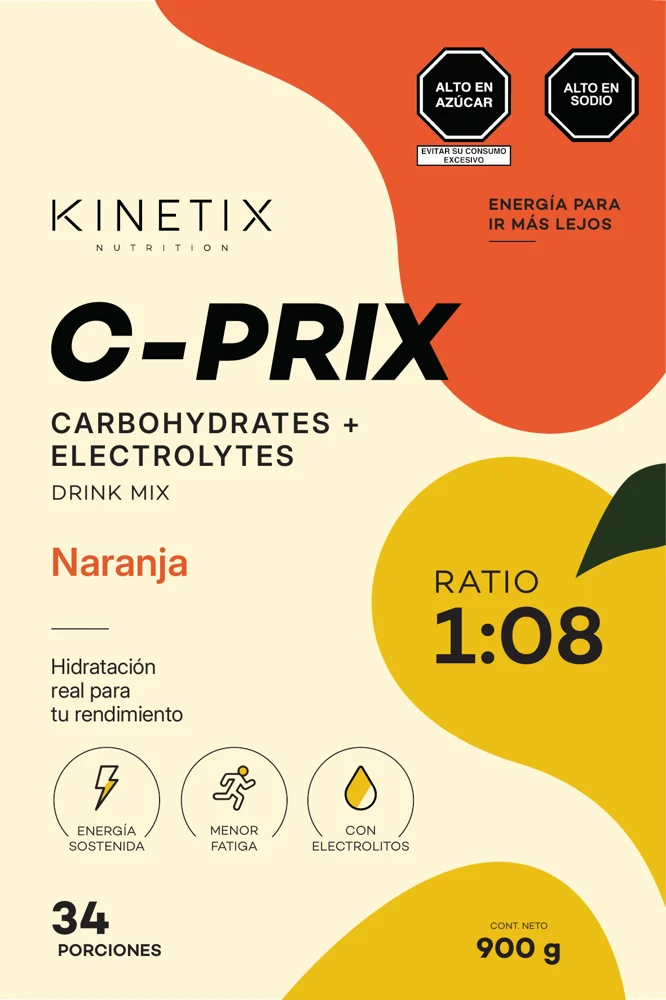 ALTO EN
AZÚCAR
EVITAR SU CONSUMO
EXCESIVO
ALTO EN
SODIO
KINETIX
NUTRITION
ENERGÍA PARA
IR MÁS LEJOS
C-PRIX
CARBOHYDRATES +
ELECTROLYTES
DRINK MIX
Naranja
RATIO
1:08
Hidratación
real para
tu rendimiento
ENERGÍA
SOSTENIDA
MENOR
FATIGA
CON
ELECTROLITOS
34
PORCIONES
CONT. NETO
900 g